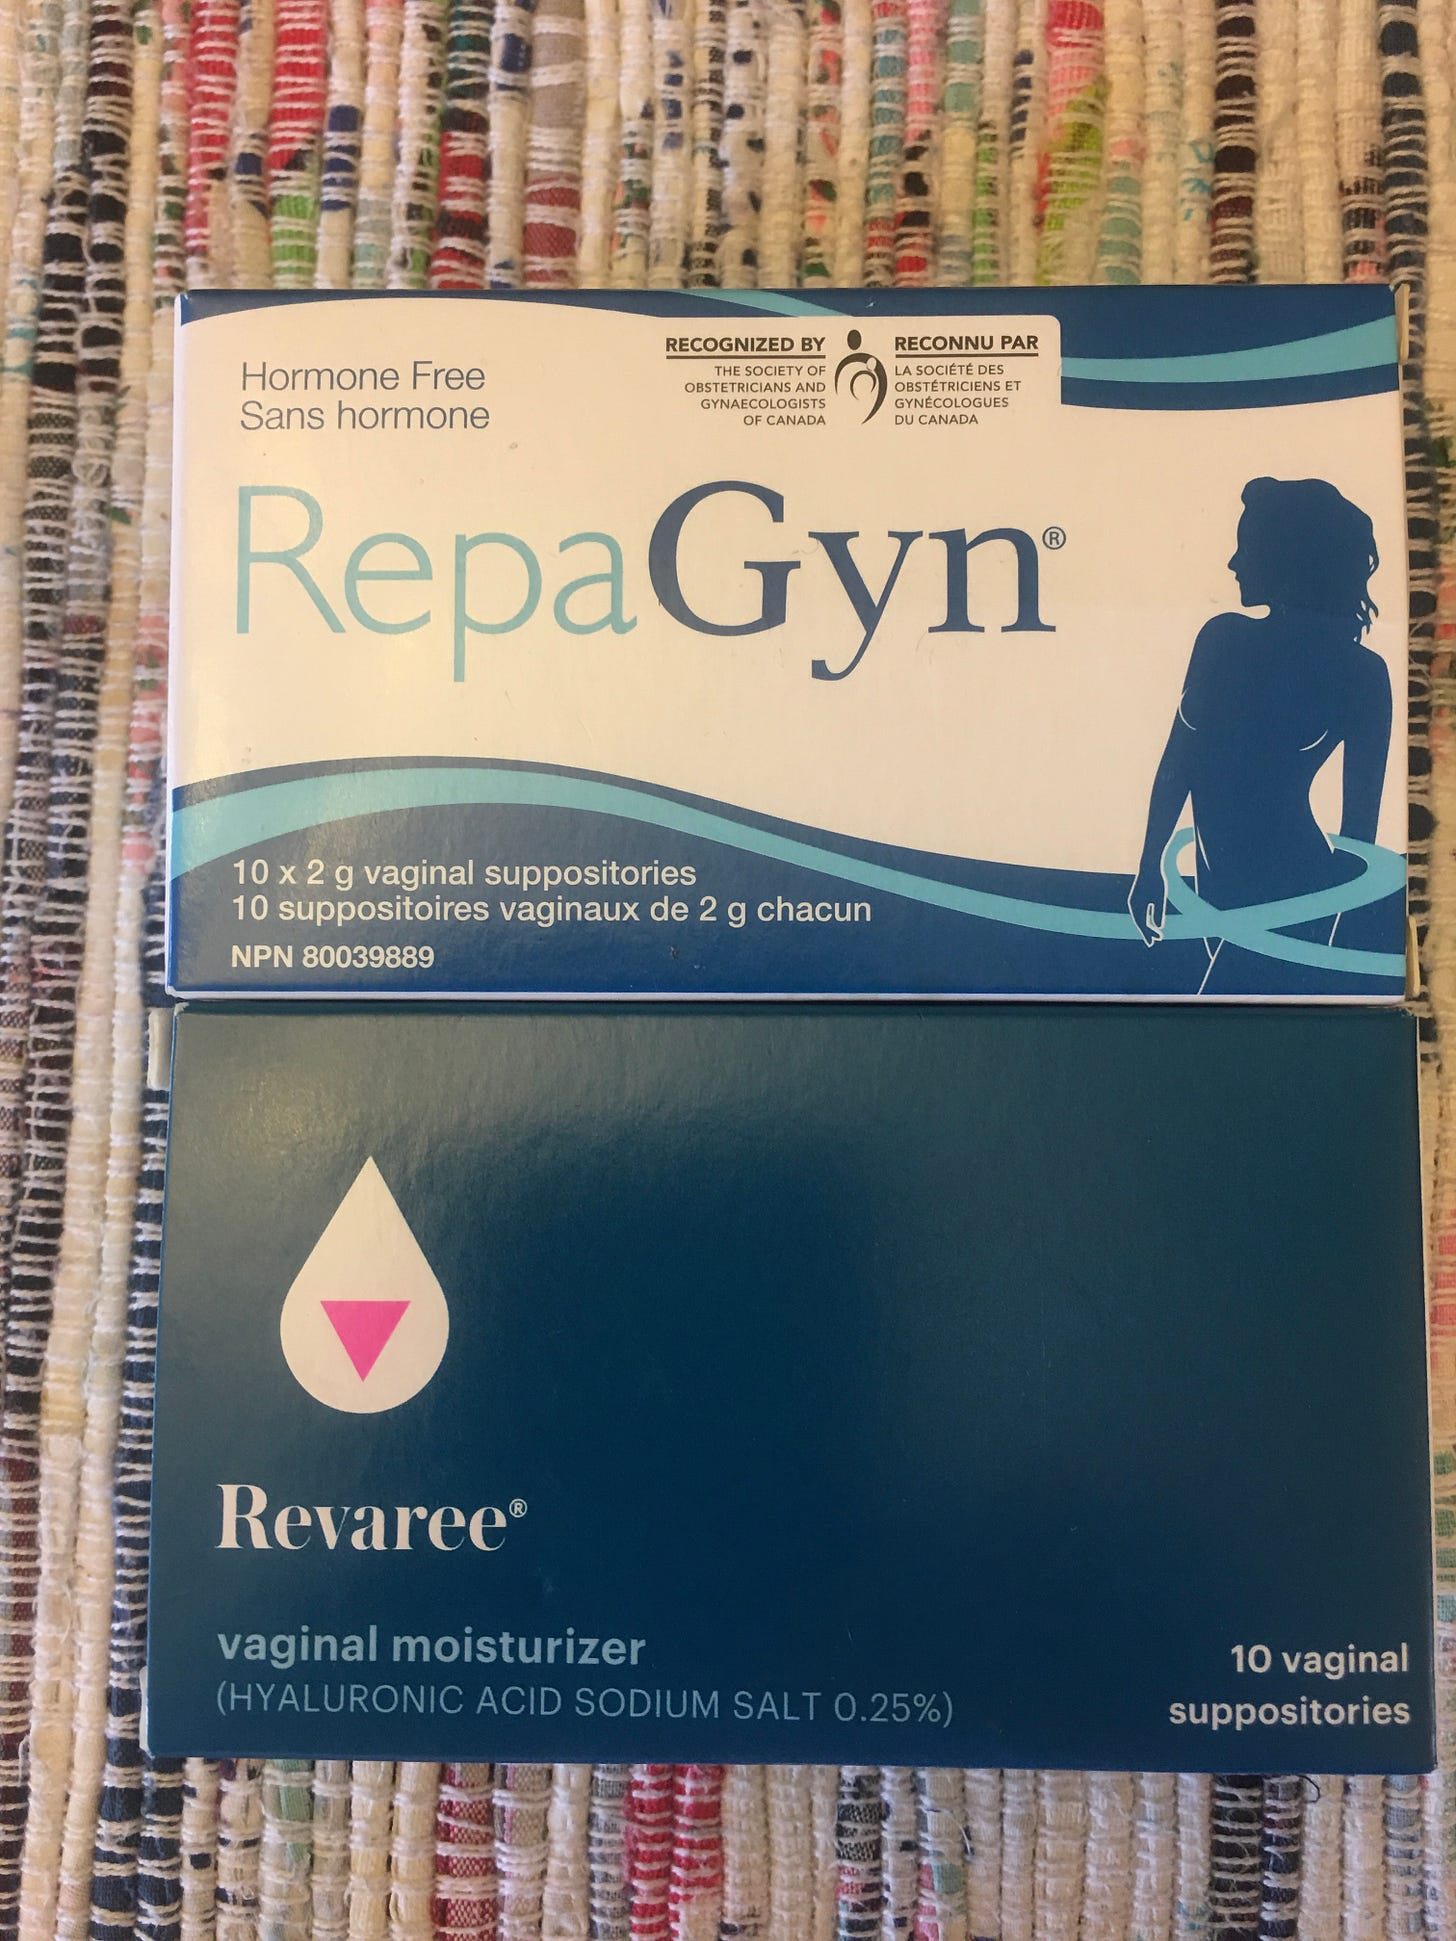 Hormone Free
Sans hormone
RECOGNIZED BY
THE SOCIETY OF
OBSTETRICIANS AND
GYNAECOLOGISTS
OF CANADA
RECONNU PAR
LA SOCIÉTÉ DES
OBSTÉTRICIENS ET
GYNÉCOLOGUES
DU CANADA
RepaGyn®
10 x 2 g vaginal suppositories
10 suppositoires vaginaux de 2 g chacun
NPN 80039889
Revaree®
vaginal moisturizer
(HYALURONIC ACID SODIUM SALT 0.25%)
10 vaginal
suppositories